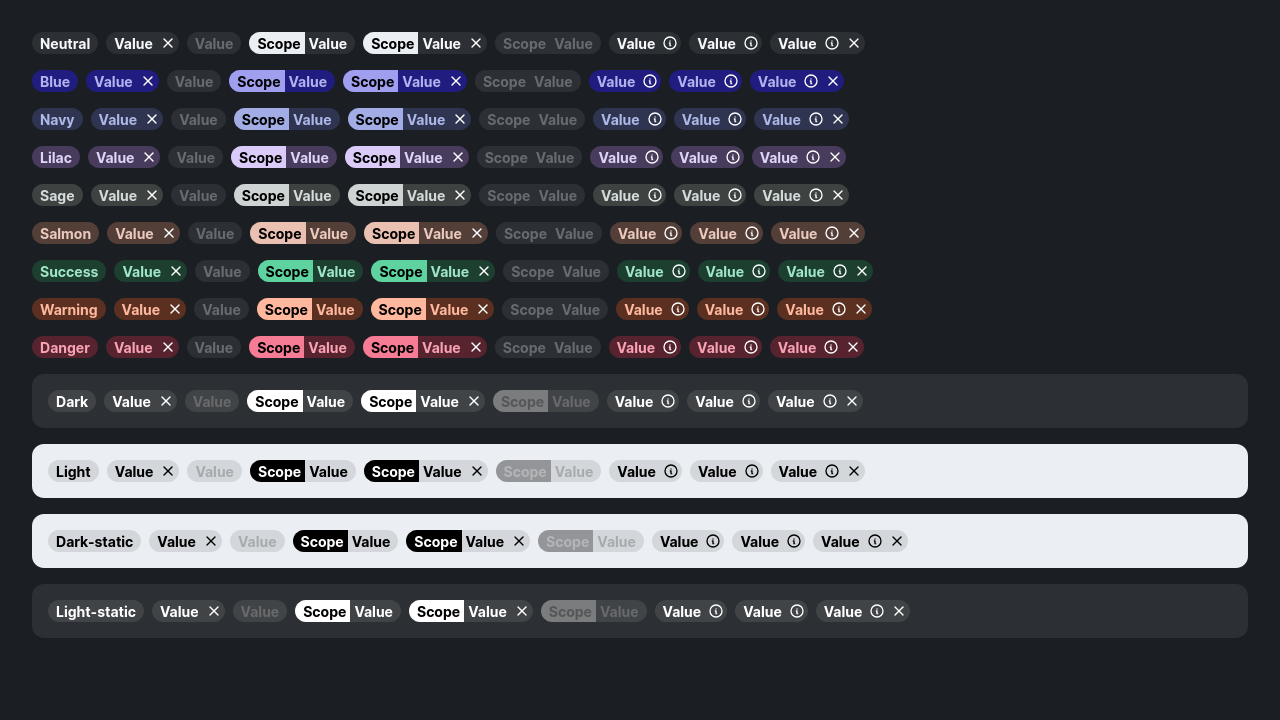 Neutral Value Value Scope Value Scope Value Scope Value Value Value Value
Blue Value Value Scope Value Scope Value Scope Value Value Value Value
Navy Value Value Scope Value Scope Value Scope Value Value Value Value
Lilac Value Value Scope Value Scope Value Scope Value Value Value Value
Sage Value Value Scope Value Scope Value Scope Value Value Value Value
Salmon Value Value Scope Value Scope Value Scope Value Value Value Value
Success Value Value Scope Value Scope Value Scope Value Value Value Value
Warning Value Value Scope Value Scope Value Scope Value Value Value Value
Danger Value Value Scope Value Scope Value Scope Value Value Value Value
Dark Value Value Scope Value Scope Value Scope Value Value Value Value
Light Value Value Scope Value Scope Value Scope Value Value Value Value
Dark-static Value Value Scope Value Scope Value Scope Value Value Value Value
Light-static Value Value Scope Value Scope Value Scope Value Value Value Value